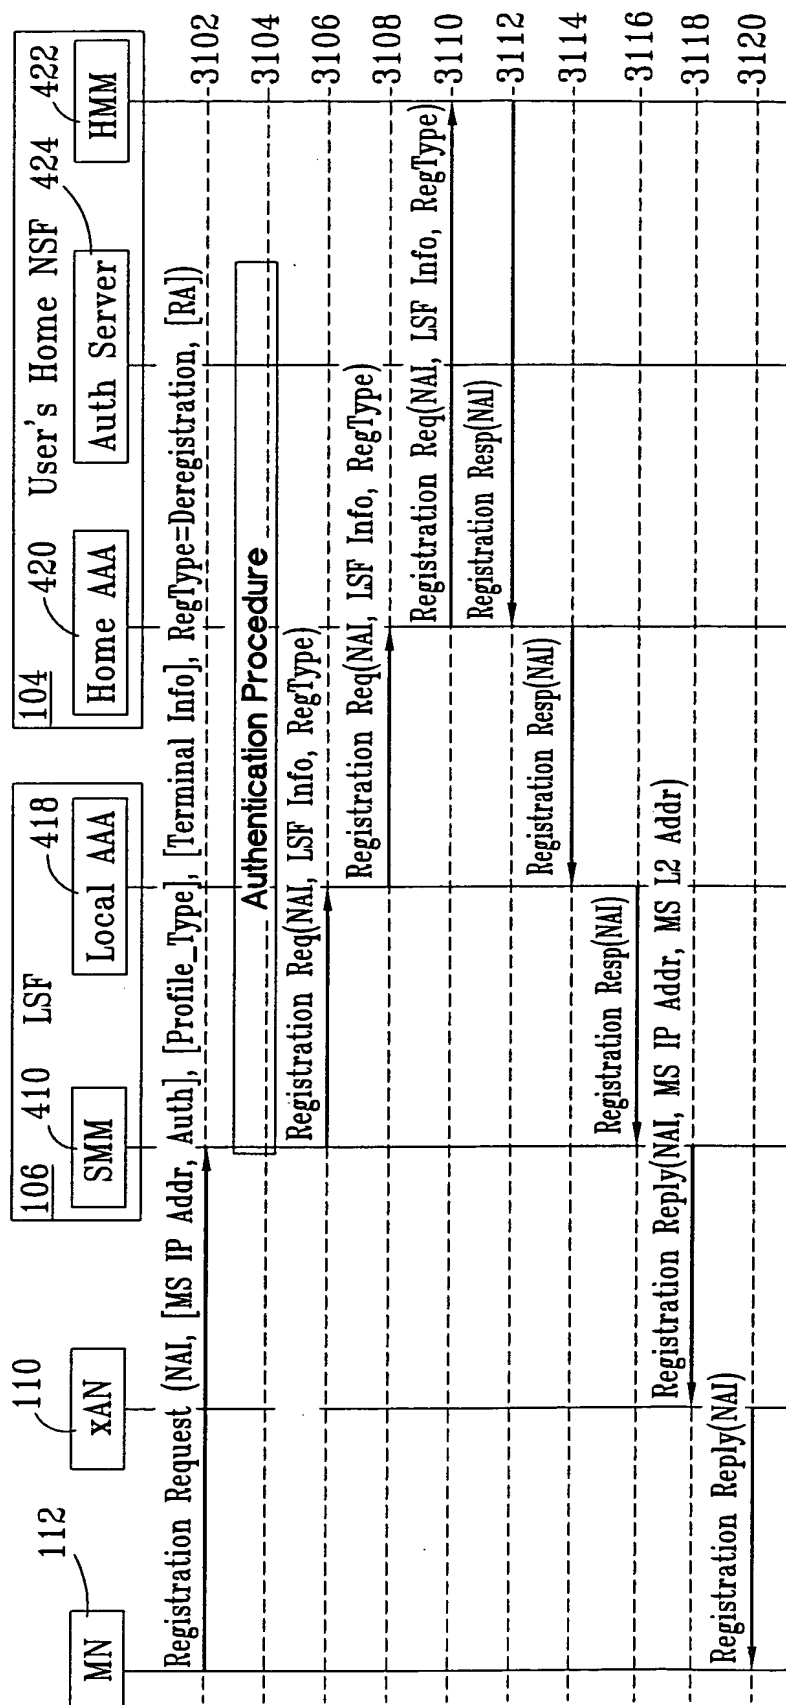 112
MN
110
xAN
106
LSF
410
SMM
418
Local AAA
104
User's Home NSF
420
Home AAA
424
Auth Server
422
HMM
Registration Request (NAI, [MS IP Addr, Auth], [Profile_Type], [Terminal Info], RegType=Deregistration, [RA])
3102
Authentication Procedure
3104
Registration Req(NAI, LSF Info, RegType)
3106
Registration Req(NAI, LSF Info, RegType)
3108
Registration Req(NAI, LSF Info, RegType)
3110
Registration Resp(NAI)
3112
Registration Resp(NAI)
3114
Registration Resp(NAI)
3116
Registration Reply(NAI, MS IP Addr, MS L2 Addr)
3118
Registration Reply(NAI)
3120